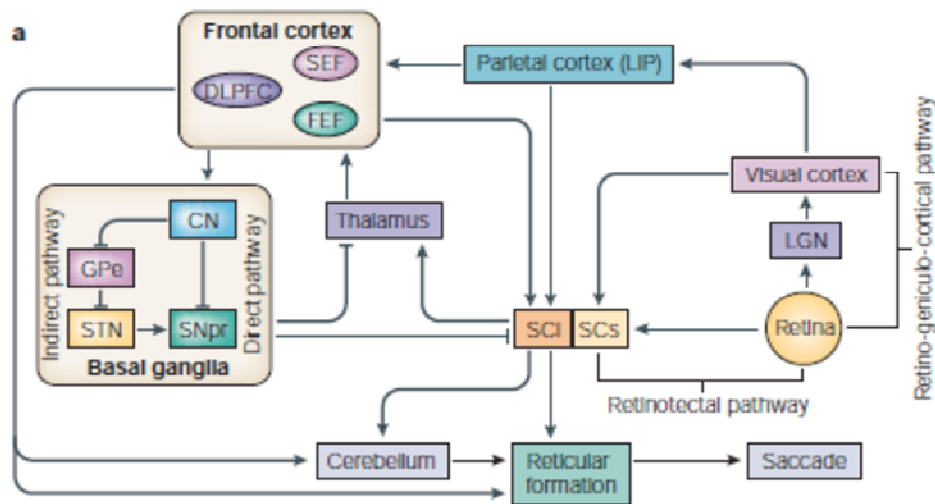 a
Frontal cortex
SEF
DLPFC
FEF
Parietal cortex (LIP)
Visual cortex
LGN
Retina
Retino-geniculo-cortical pathway
Thalamus
Indirect pathway
CN
GPe
STN
SNpr
Direct pathway
Basal ganglia
SCi
SCs
Retinotectal pathway
Cerebellum
Reticular
formation
Saccade